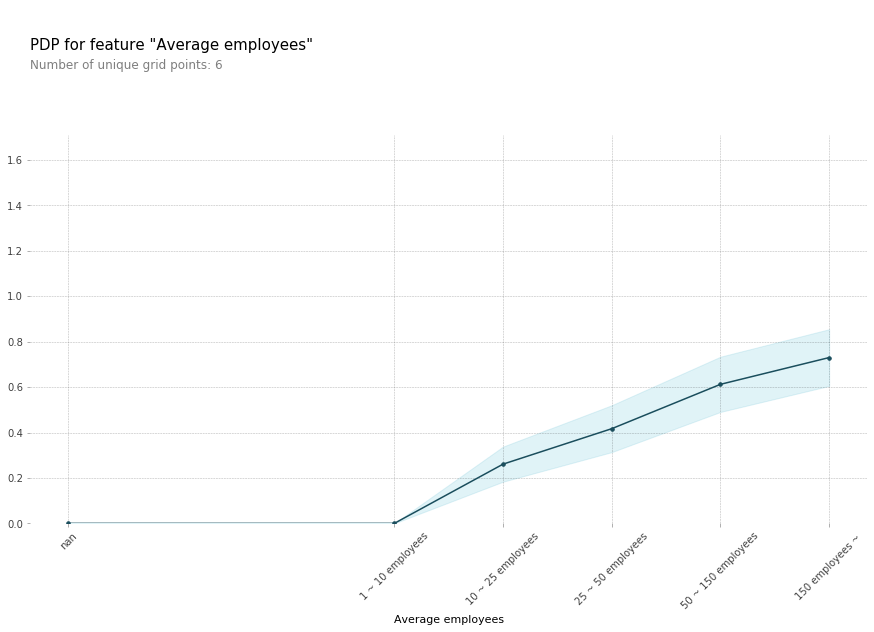 PDP for feature "Average employees"
Number of unique grid points: 6
1.6
1.4
1.2
1.0
0.8
0.6
0.4
0.2
0.0
nan
1 ~ 10 employees
10 ~ 25 employees
25 ~ 50 employees
50 ~ 150 employees
150 employees ~
Average employees